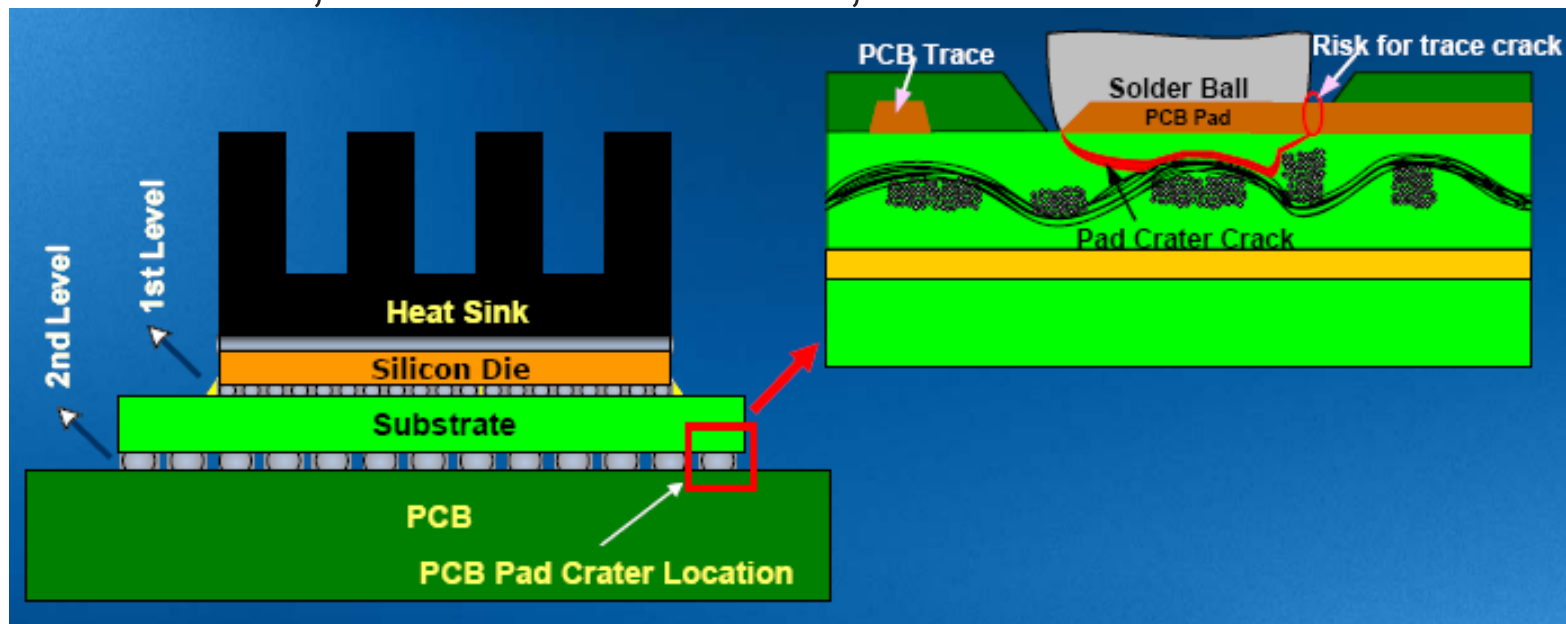 2nd Level
1st Level
Heat Sink
Silicon Die
Substrate
PCB
PCB Pad Crater Location
PCB Trace
Solder Ball
PCB Pad
Risk for trace crack
Pad Crater Crack